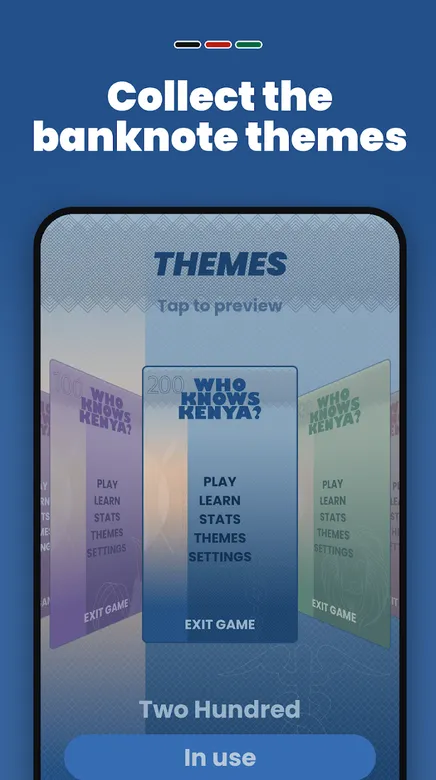 Collect the
banknote themes
THEMES
Tap to preview
100
WHO
KNOWS
KENYA?
PLAY
LEARN
STATS
THEMES
SETTINGS
EXIT GAME
200
WHO
KNOWS
KENYA?
PLAY
LEARN
STATS
THEMES
SETTINGS
EXIT GAME
WHO
KNOWS
KENYA?
PLAY
LEARN
STATS
THEMES
SETTINGS
EXIT GAME
Two Hundred
In use